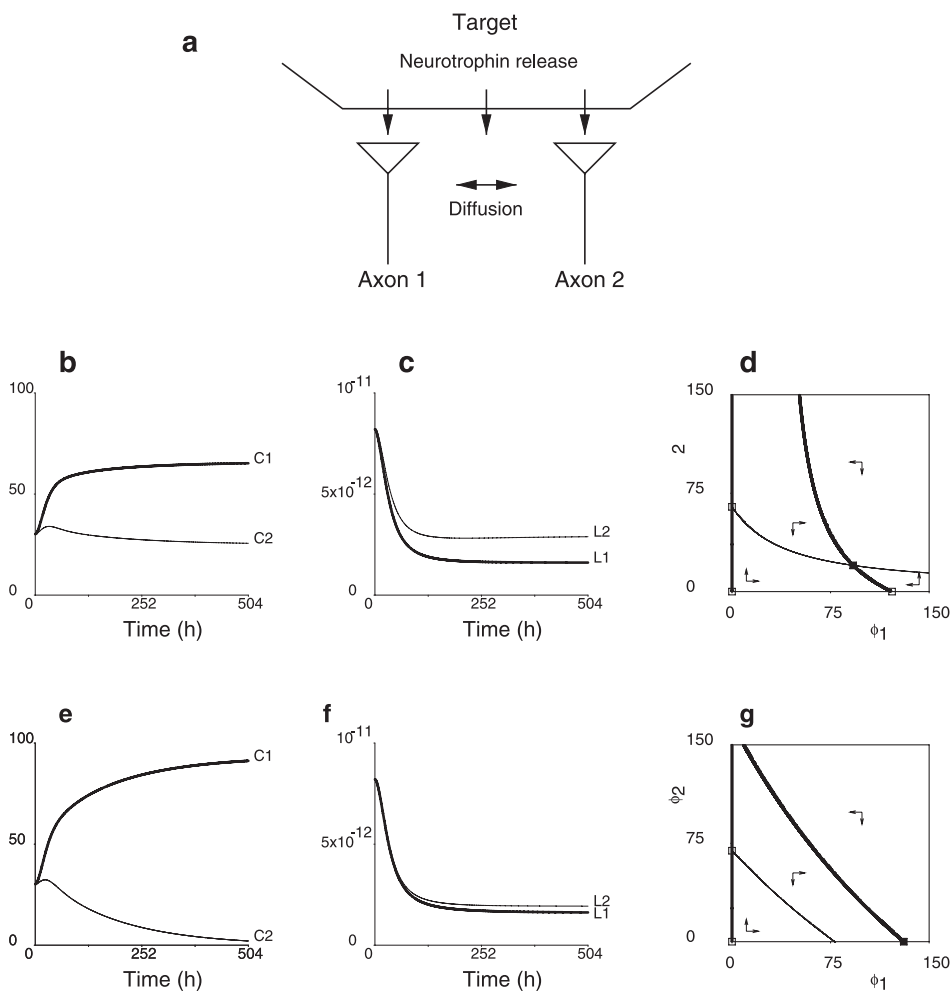 a
Target
Neurotrophin release
Diffusion
Axon 1
Axon 2
b
100
50
0
C1
C2
0
252
504
Time (h)
c
10-11
5x10-12
0
L2
L1
0
252
504
Time (h)
d
150
2
75
0
0
75
150
ϕ1
e
100
50
0
C1
C2
0
252
504
Time (h)
f
10-11
5x10-12
0
L2
L1
0
252
504
Time (h)
g
150
ϕ2
75
0
0
75
150
ϕ1